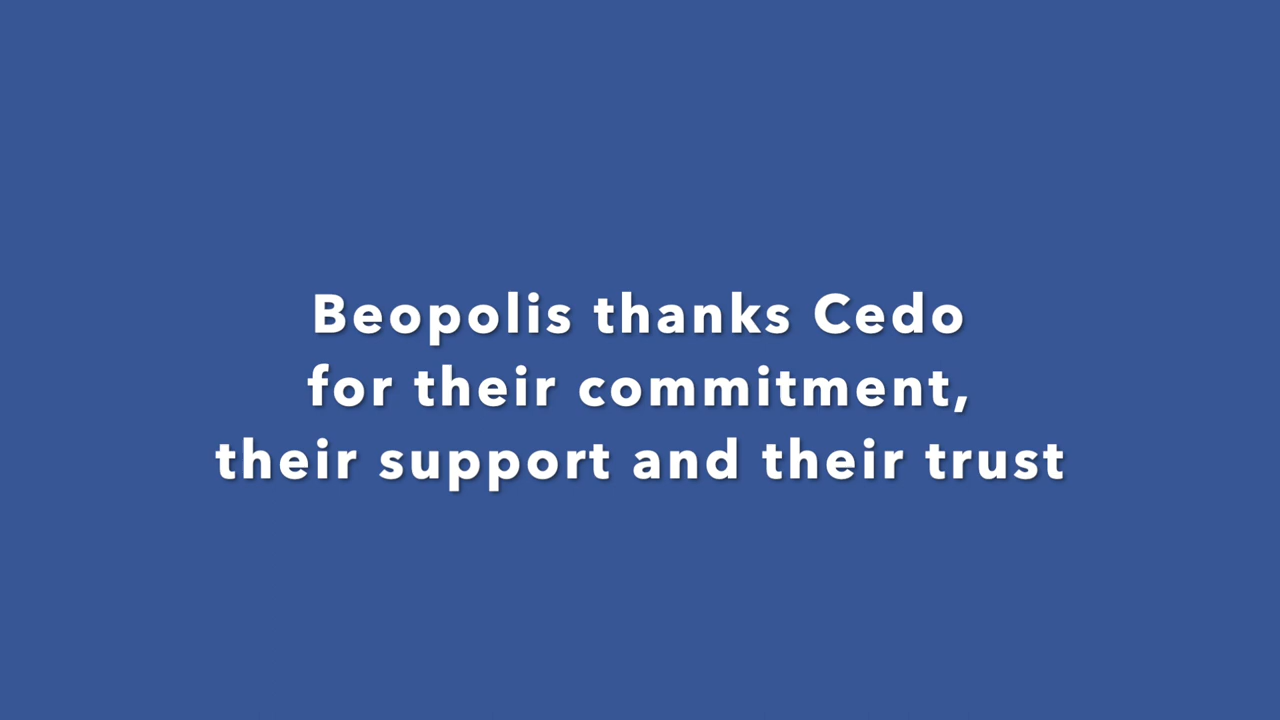 Beopolis thanks Cedo
for their commitment,
their support and their trust